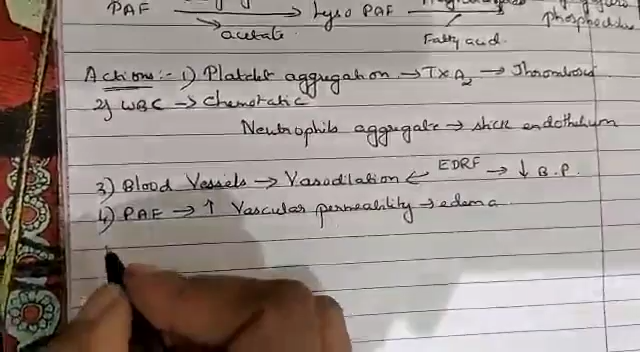 PAF → Lyso PAF →
acetate Fatty acid.
Actions:- 1) Platelet aggregation → TXA2 → Thrombosis
2) WBC → Chemotatic
Neutrophils aggregate → stick endothelium
3) Blood Vessels → Vasodilation ← EDRF → ↓ B.P.
4) PAF → ↑ Vascular permeability → edema